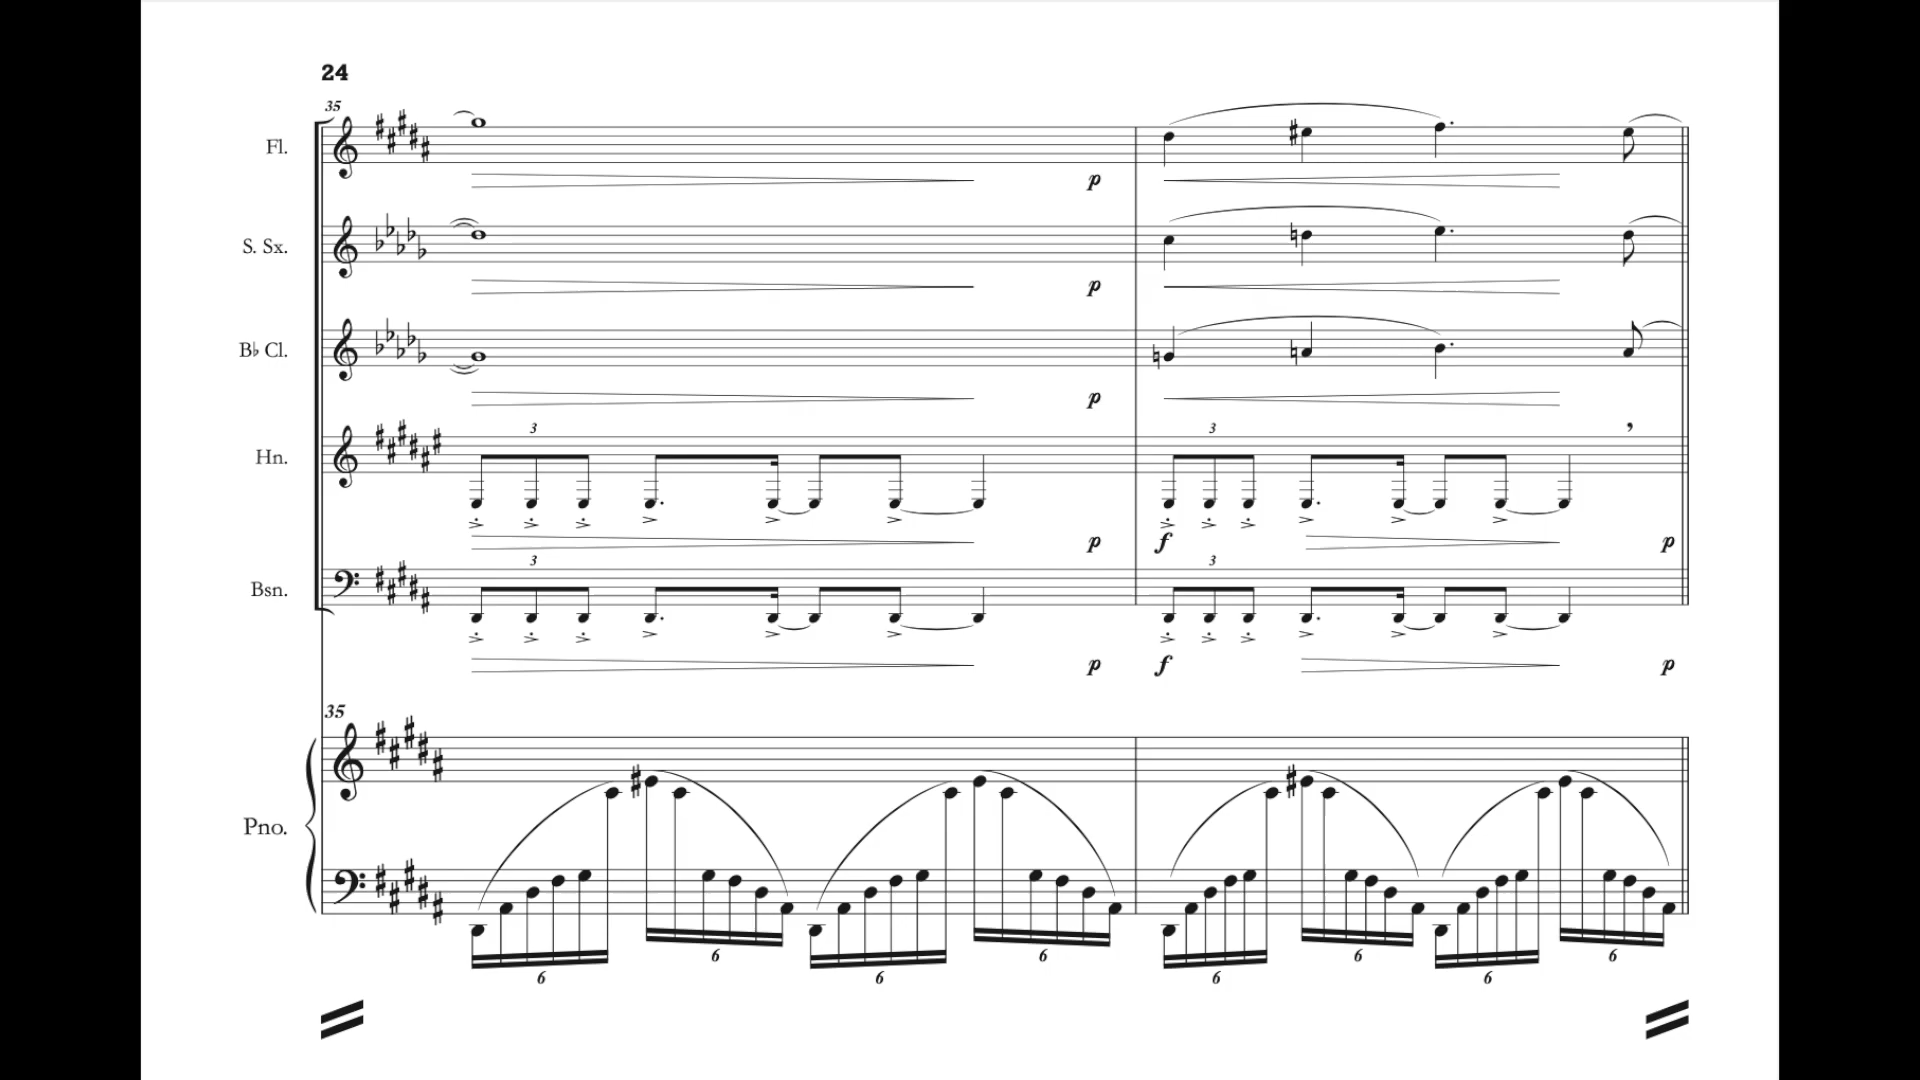 24
35
Fl.
p
S. Sx.
p
B♭ Cl.
p
3 3 ,
Hn.
p f p
3 3
Bsn.
p f p
35
Pno.
6 6 6 6 6 6 6 6